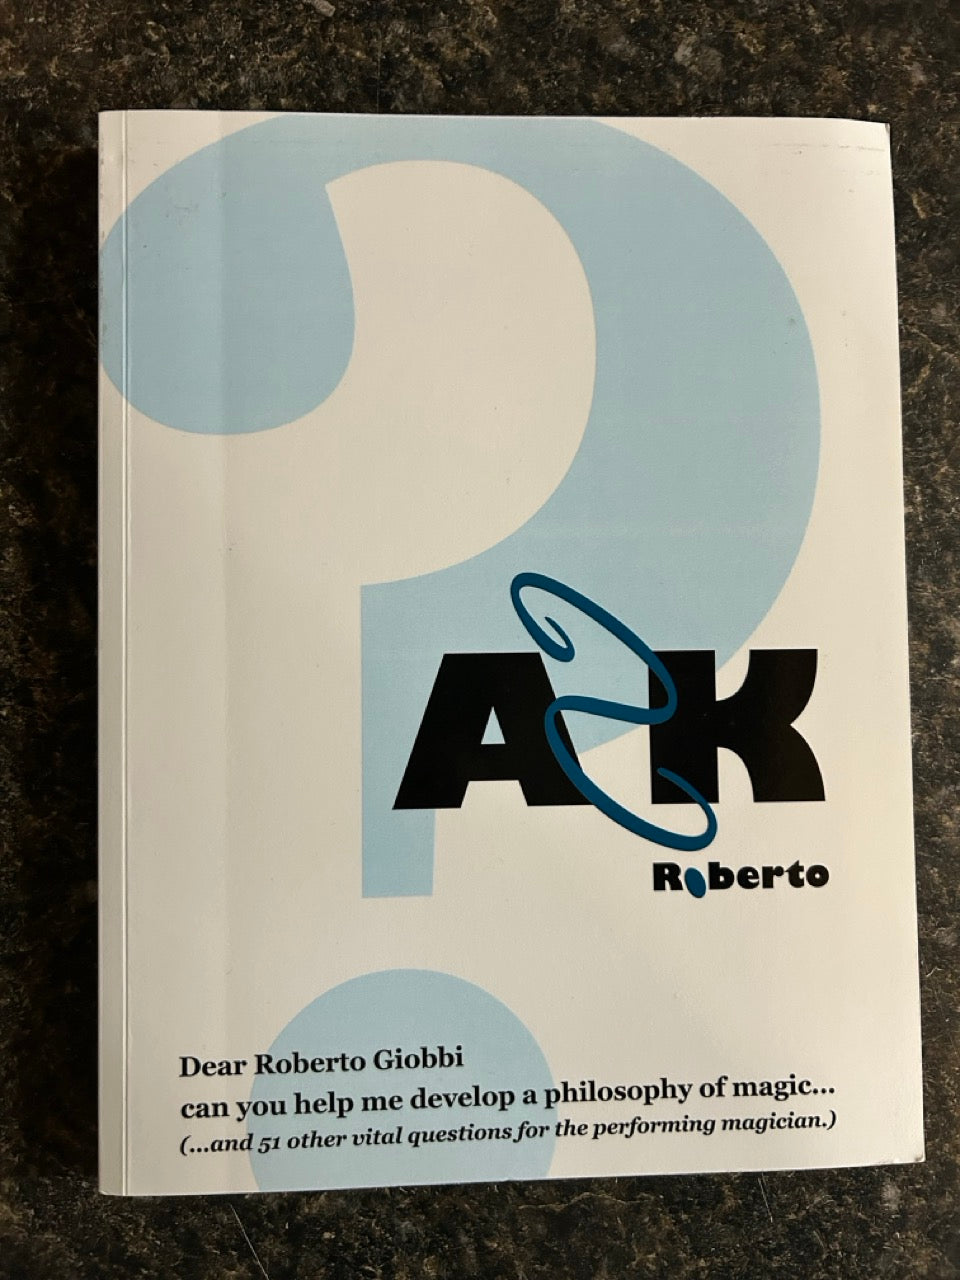 ASK
Roberto
Dear Roberto Giobbi
can you help me develop a philosophy of magic...
(...and 51 other vital questions for the performing magician.)